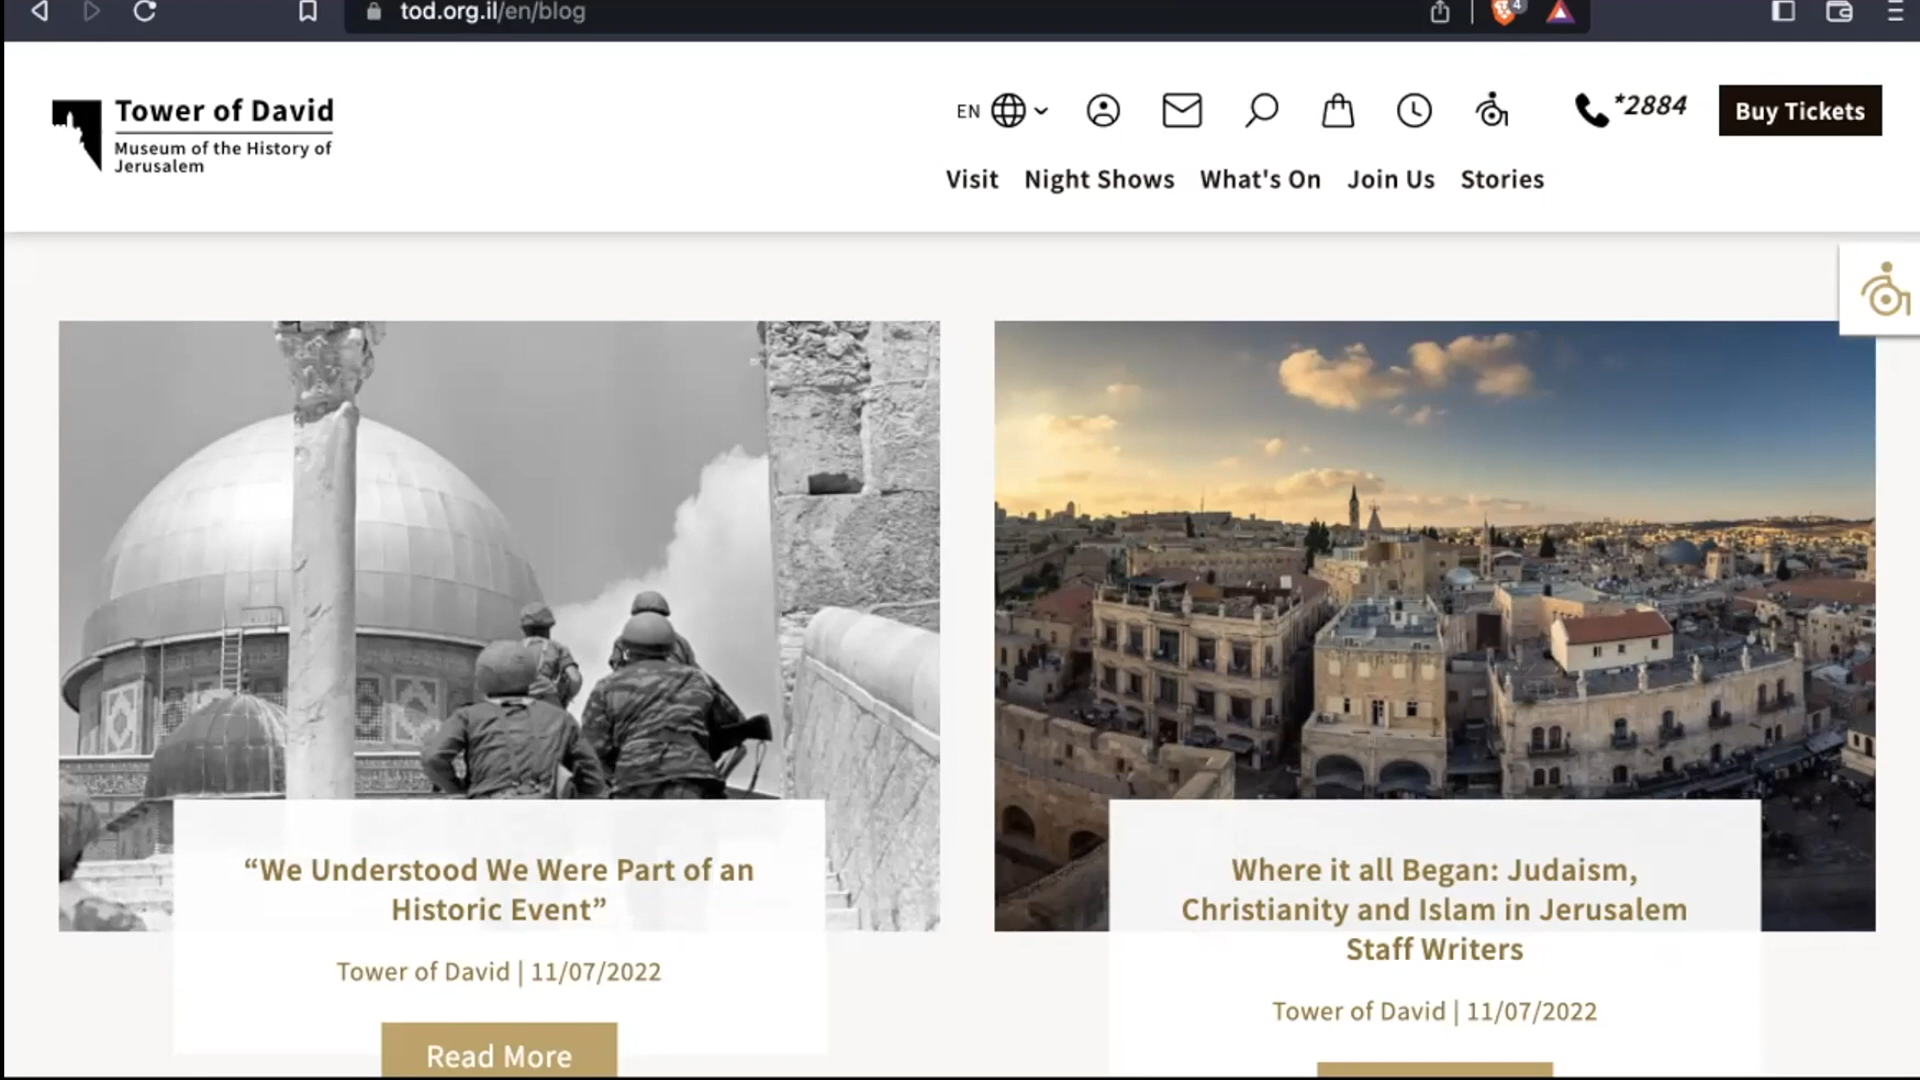 tod.org.il/en/blog
4
Tower of David
Museum of the History of
Jerusalem
EN
*2884
Buy Tickets
Visit
Night Shows
What's On
Join Us
Stories
“We Understood We Were Part of an
Historic Event”
Tower of David | 11/07/2022
Read More
Where it all Began: Judaism,
Christianity and Islam in Jerusalem
Staff Writers
Tower of David | 11/07/2022